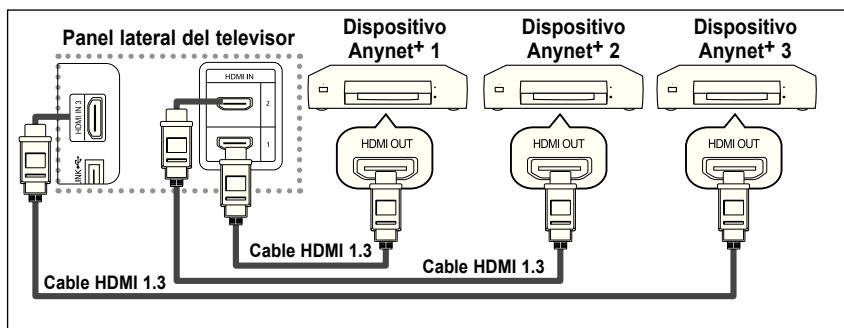 Panel lateral del televisor
Dispositivo
Anynet+ 1
Dispositivo
Anynet+ 2
Dispositivo
Anynet+ 3
HDMI IN 3
LINK
HDMI IN
2
1
HDMI OUT
HDMI OUT
HDMI OUT
Cable HDMI 1.3
Cable HDMI 1.3
Cable HDMI 1.3